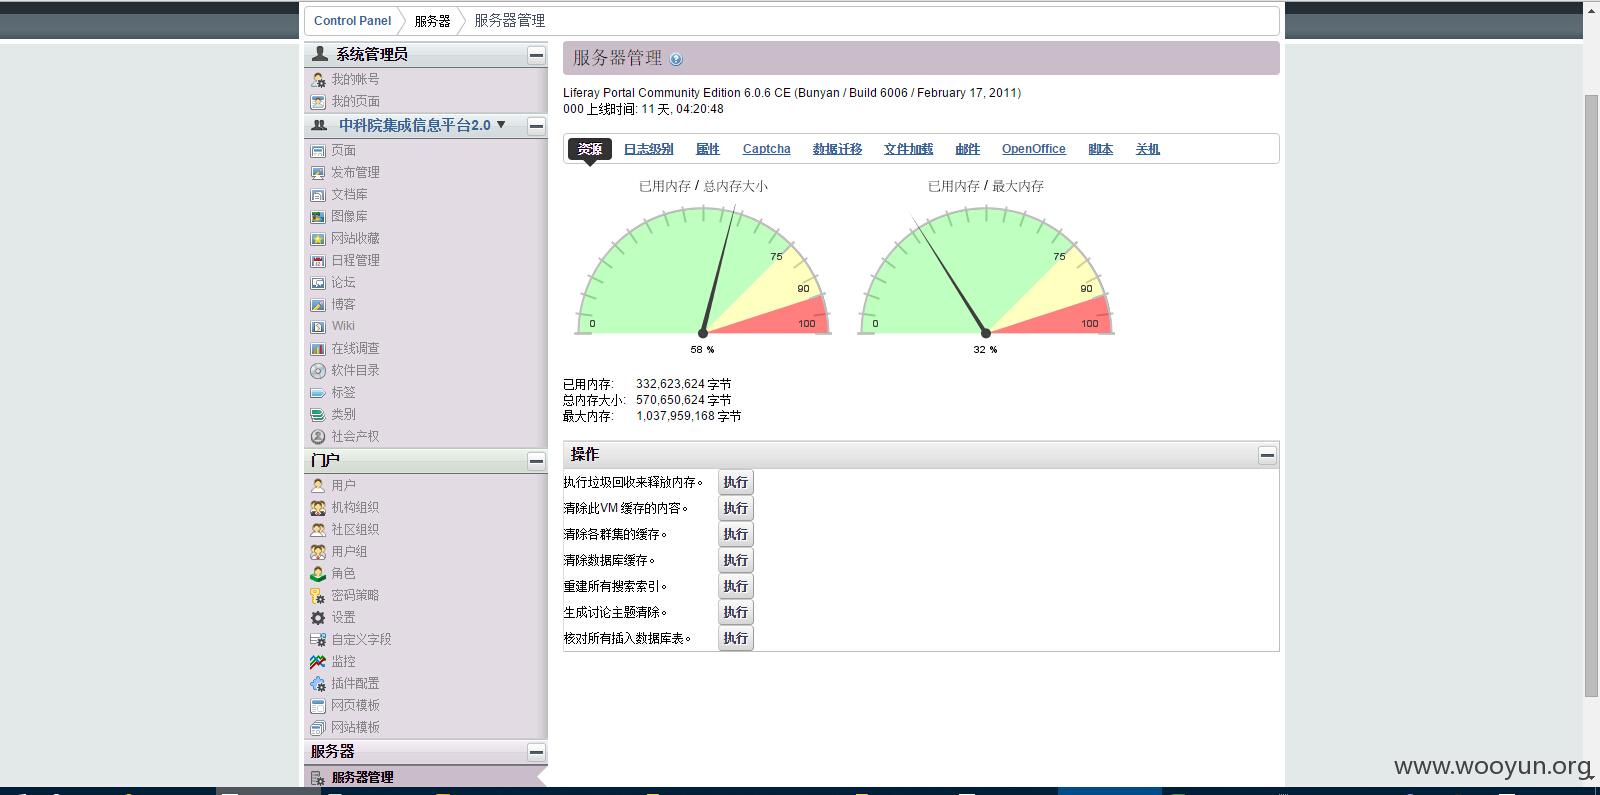 Control Panel 服务器 服务器管理
系统管理员
我的帐号
我的页面
中科院集成信息平台2.0 ▼
页面
发布管理
文档库
图像库
网站收藏
日程管理
论坛
博客
Wiki
在线调查
软件目录
标签
类别
社会产权
门户
用户
机构组织
社区组织
用户组
角色
密码策略
设置
自定义字段
监控
插件配置
网页模板
网站模板
服务器
服务器管理
服务器管理
Liferay Portal Community Edition 6.0.6 CE (Bunyan / Build 6006 / February 17, 2011)
000 上线时间: 11 天, 04:20:48
资源 日志级别 属性 Captcha 数据迁移 文件加载 邮件 OpenOffice 脚本 关机
已用内存 / 总内存大小
0 75 90 100
58 %
已用内存 / 最大内存
0 75 90 100
32 %
已用内存: 332,623,624 字节
总内存大小: 570,650,624 字节
最大内存: 1,037,959,168 字节
操作
执行垃圾回收来释放内存。 执行
清除此VM 缓存的内容。 执行
清除各群集的缓存。 执行
清除数据库缓存。 执行
重建所有搜索索引。 执行
生成讨论主题清除。 执行
核对所有插入数据库表。 执行
www.wooyun.org